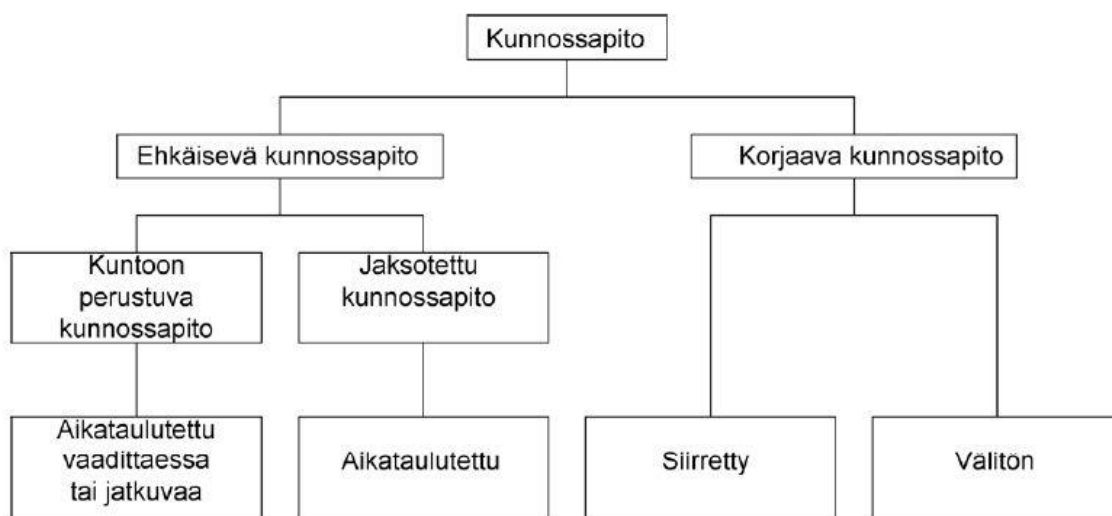 Kunnossapito
Ehkäisevä kunnossapito
Korjaava kunnossapito
Kuntoon
perustuva
kunnossapito
Jaksotettu
kunnossapito
Aikataulutettu
vaadittaessa
tai jatkuvaa
Aikataulutettu
Siirretty
Välitön